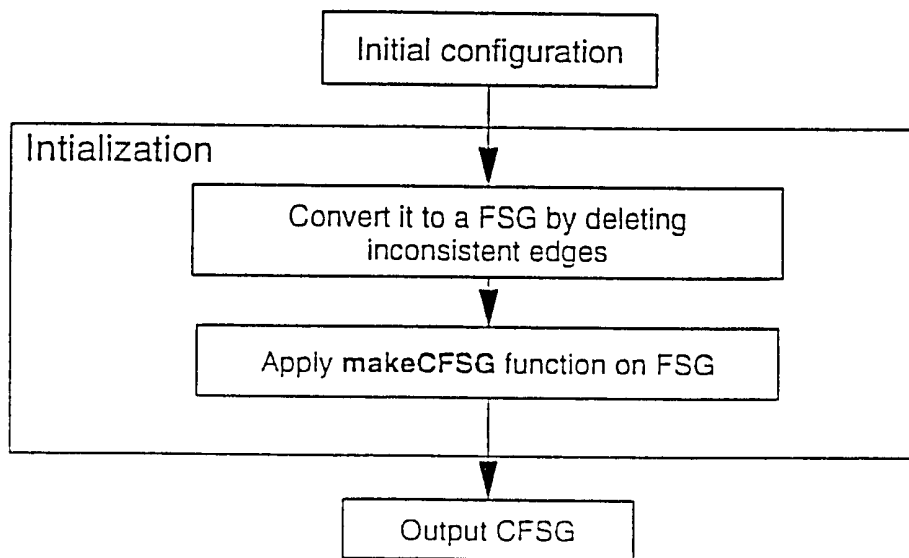 Initial configuration
Intialization
Convert it to a FSG by deleting
inconsistent edges
Apply makeCFSG function on FSG
Output CFSG